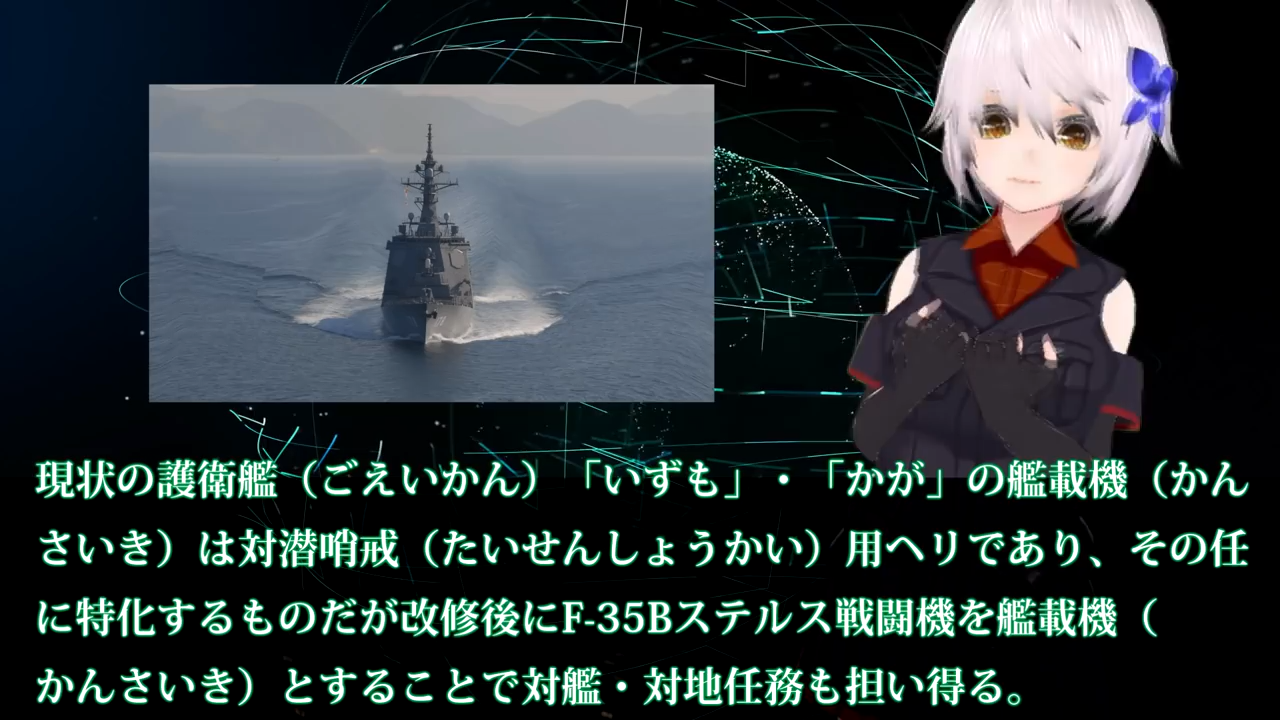 現状の護衛艦（ごえいかん）「いずも」・「かが」の艦載機（かん
さいき）は対潜哨戒（たいせんしょうかい）用ヘリであり、その任
に特化するものだが改修後にF-35Bステルス戦闘機を艦載機（
かんさいき）とすることで対艦・対地任務も担い得る。